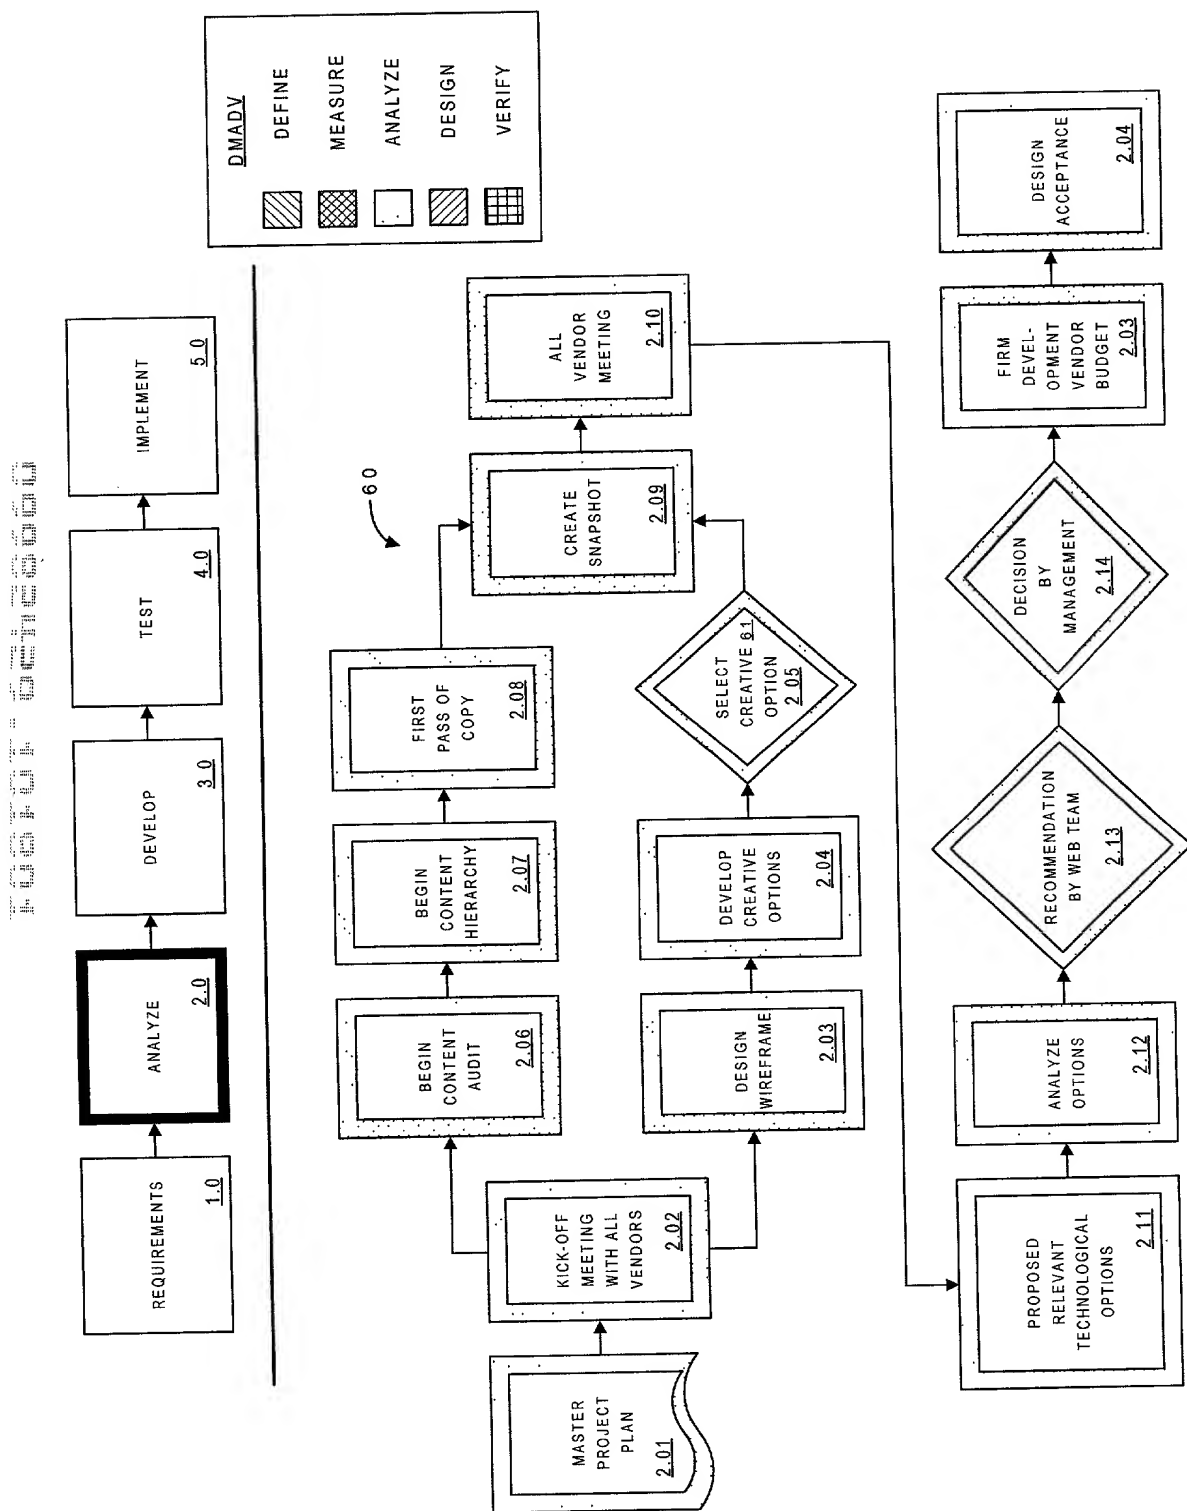 REQUIREMENTS
1.0
ANALYZE
2.0
DEVELOP
3.0
TEST
4.0
IMPLEMENT
5.0
DMADV
DEFINE
MEASURE
ANALYZE
DESIGN
VERIFY
60
MASTER
PROJECT
PLAN
2.01
KICK-OFF
MEETING
WITH ALL
VENDORS
2.02
BEGIN
CONTENT
AUDIT
2.06
BEGIN
CONTENT
HIERARCHY
2.07
FIRST
PASS OF
COPY
2.08
DESIGN
WIREFRAME
2.03
DEVELOP
CREATIVE
OPTIONS
2.04
SELECT
CREATIVE 61
OPTION
2.05
CREATE
SNAPSHOT
2.09
ALL
VENDOR
MEETING
2.10
PROPOSED
RELEVANT
TECHNOLOGICAL
OPTIONS
2.11
ANALYZE
OPTIONS
2.12
RECOMMENDATION
BY WEB TEAM
2.13
DECISION
BY
MANAGEMENT
2.14
FIRM
DEVEL-
OPMENT
VENDOR
BUDGET
2.03
DESIGN
ACCEPTANCE
2.04